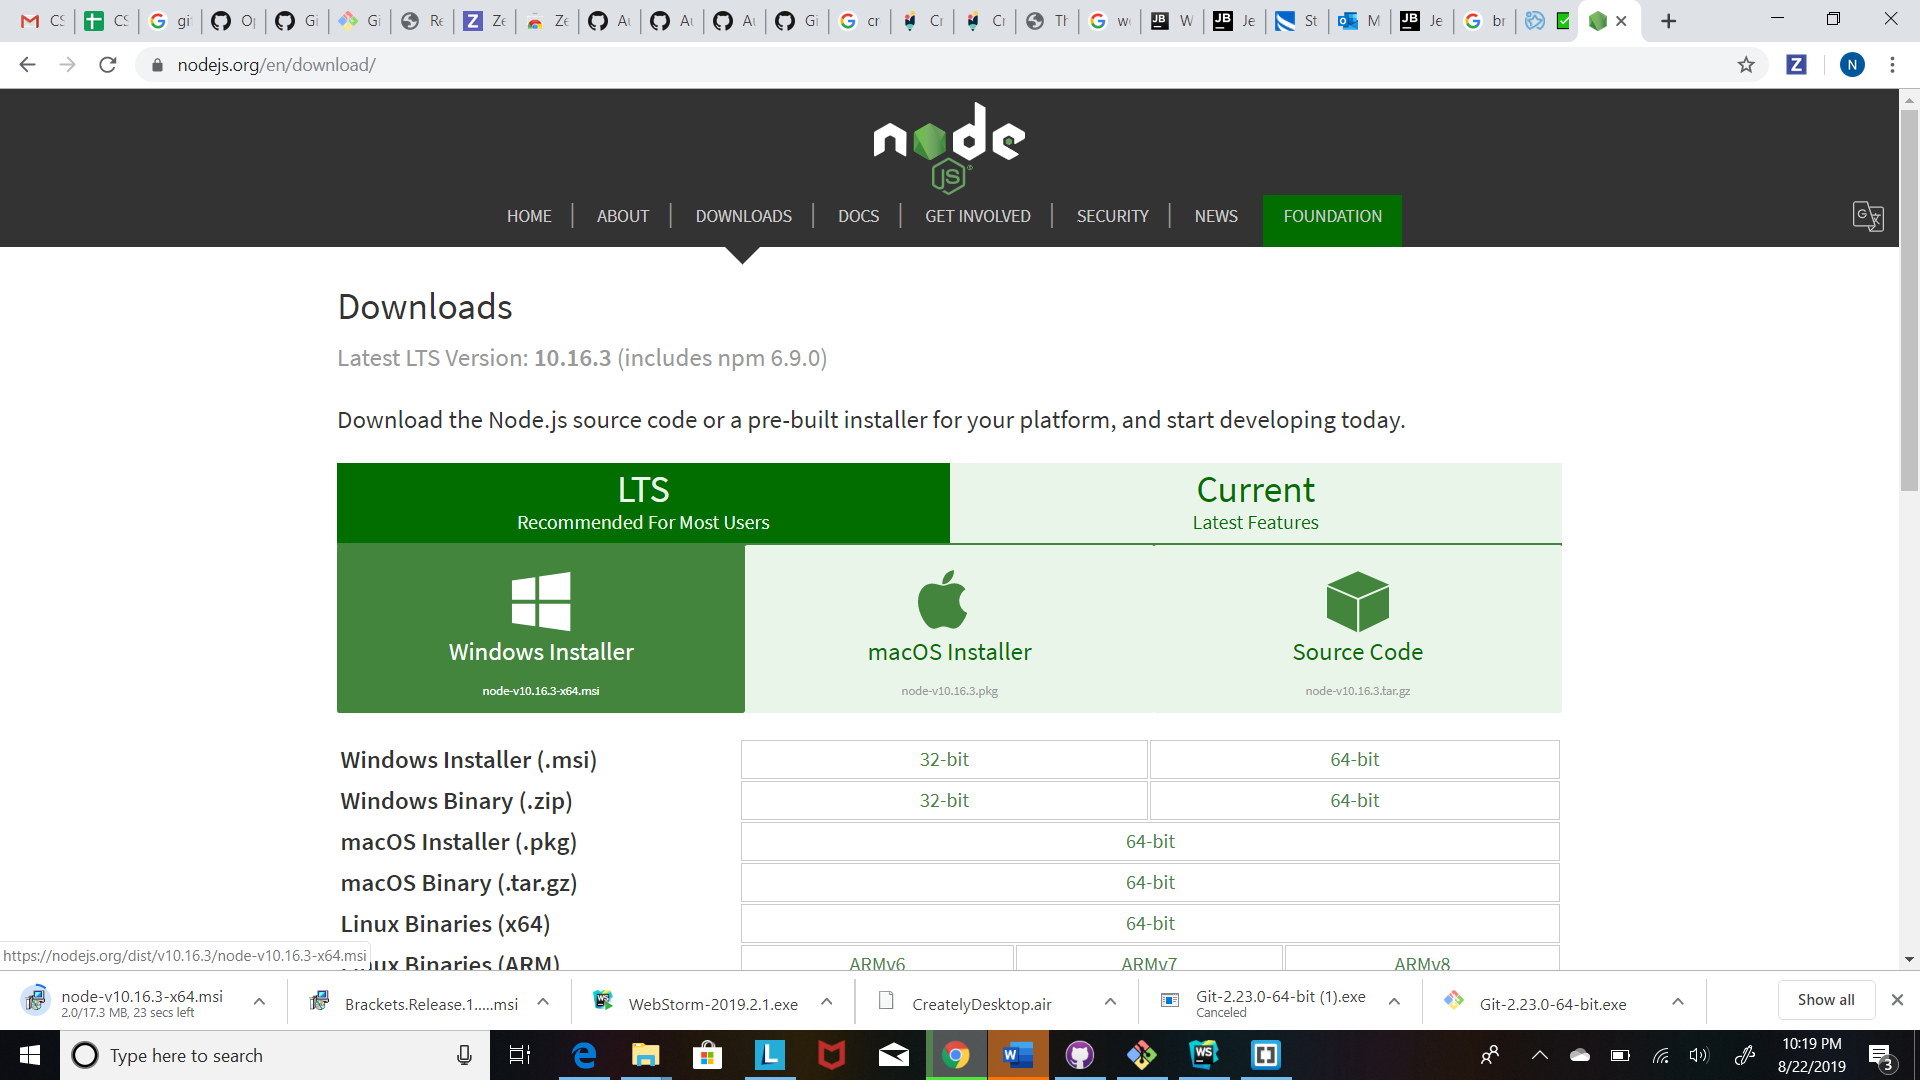 CS
CS
git
Op
Gi
Gi
Re
Ze
Ze
Au
Au
Au
Gi
cr
Cr
Cr
Th
we
W
Je
St
M
Je
br
nodejs.org/en/download/
Z
N
node
JS
HOME
ABOUT
DOWNLOADS
DOCS
GET INVOLVED
SECURITY
NEWS
FOUNDATION
Downloads
Latest LTS Version: 10.16.3 (includes npm 6.9.0)
Download the Node.js source code or a pre-built installer for your platform, and start developing today.
LTS
Recommended For Most Users
Current
Latest Features
Windows Installer
node-v10.16.3-x64.msi
macOS Installer
node-v10.16.3.pkg
Source Code
node-v10.16.3.tar.gz
Windows Installer (.msi) 32-bit 64-bit
Windows Binary (.zip) 32-bit 64-bit
macOS Installer (.pkg) 64-bit
macOS Binary (.tar.gz) 64-bit
Linux Binaries (x64) 64-bit
Linux Binaries (ARM) ARMv6 ARMv7 ARMv8
https://nodejs.org/dist/v10.16.3/node-v10.16.3-x64.msi
node-v10.16.3-x64.msi
2.0/17.3 MB, 23 secs left
Brackets.Release.1.....msi
WebStorm-2019.2.1.exe
CreatelyDesktop.air
Git-2.23.0-64-bit (1).exe
Canceled
Git-2.23.0-64-bit.exe
Show all
Type here to search
10:19 PM
8/22/2019
3